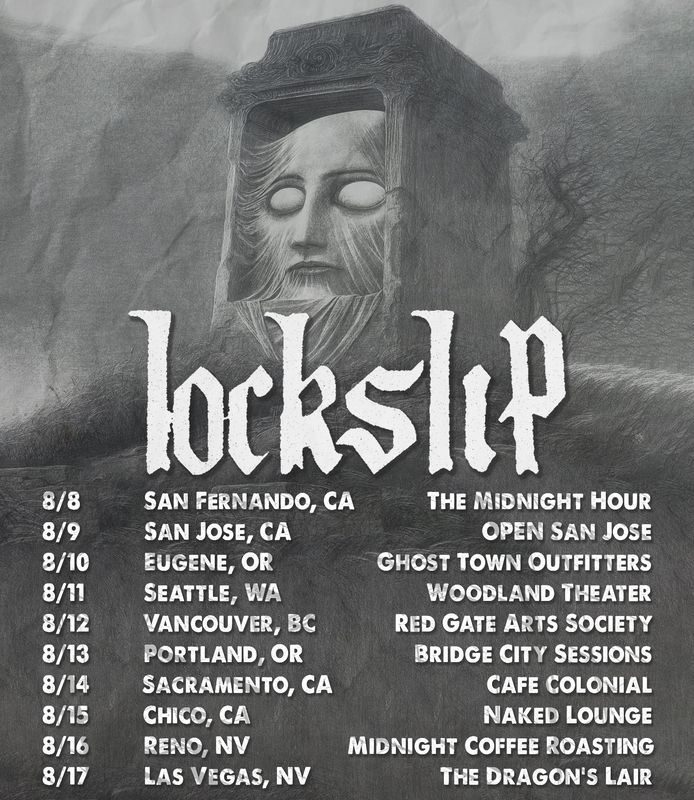 lockslip
8/8 San Fernando, CA The Midnight Hour
8/9 San Jose, CA OPEN San Jose
8/10 Eugene, OR Ghost Town Outfitters
8/11 Seattle, WA Woodland Theater
8/12 Vancouver, BC Red Gate Arts Society
8/13 Portland, OR Bridge City Sessions
8/14 Sacramento, CA Cafe Colonial
8/15 Chico, CA Naked Lounge
8/16 Reno, NV Midnight Coffee Roasting
8/17 Las Vegas, NV The Dragon's Lair